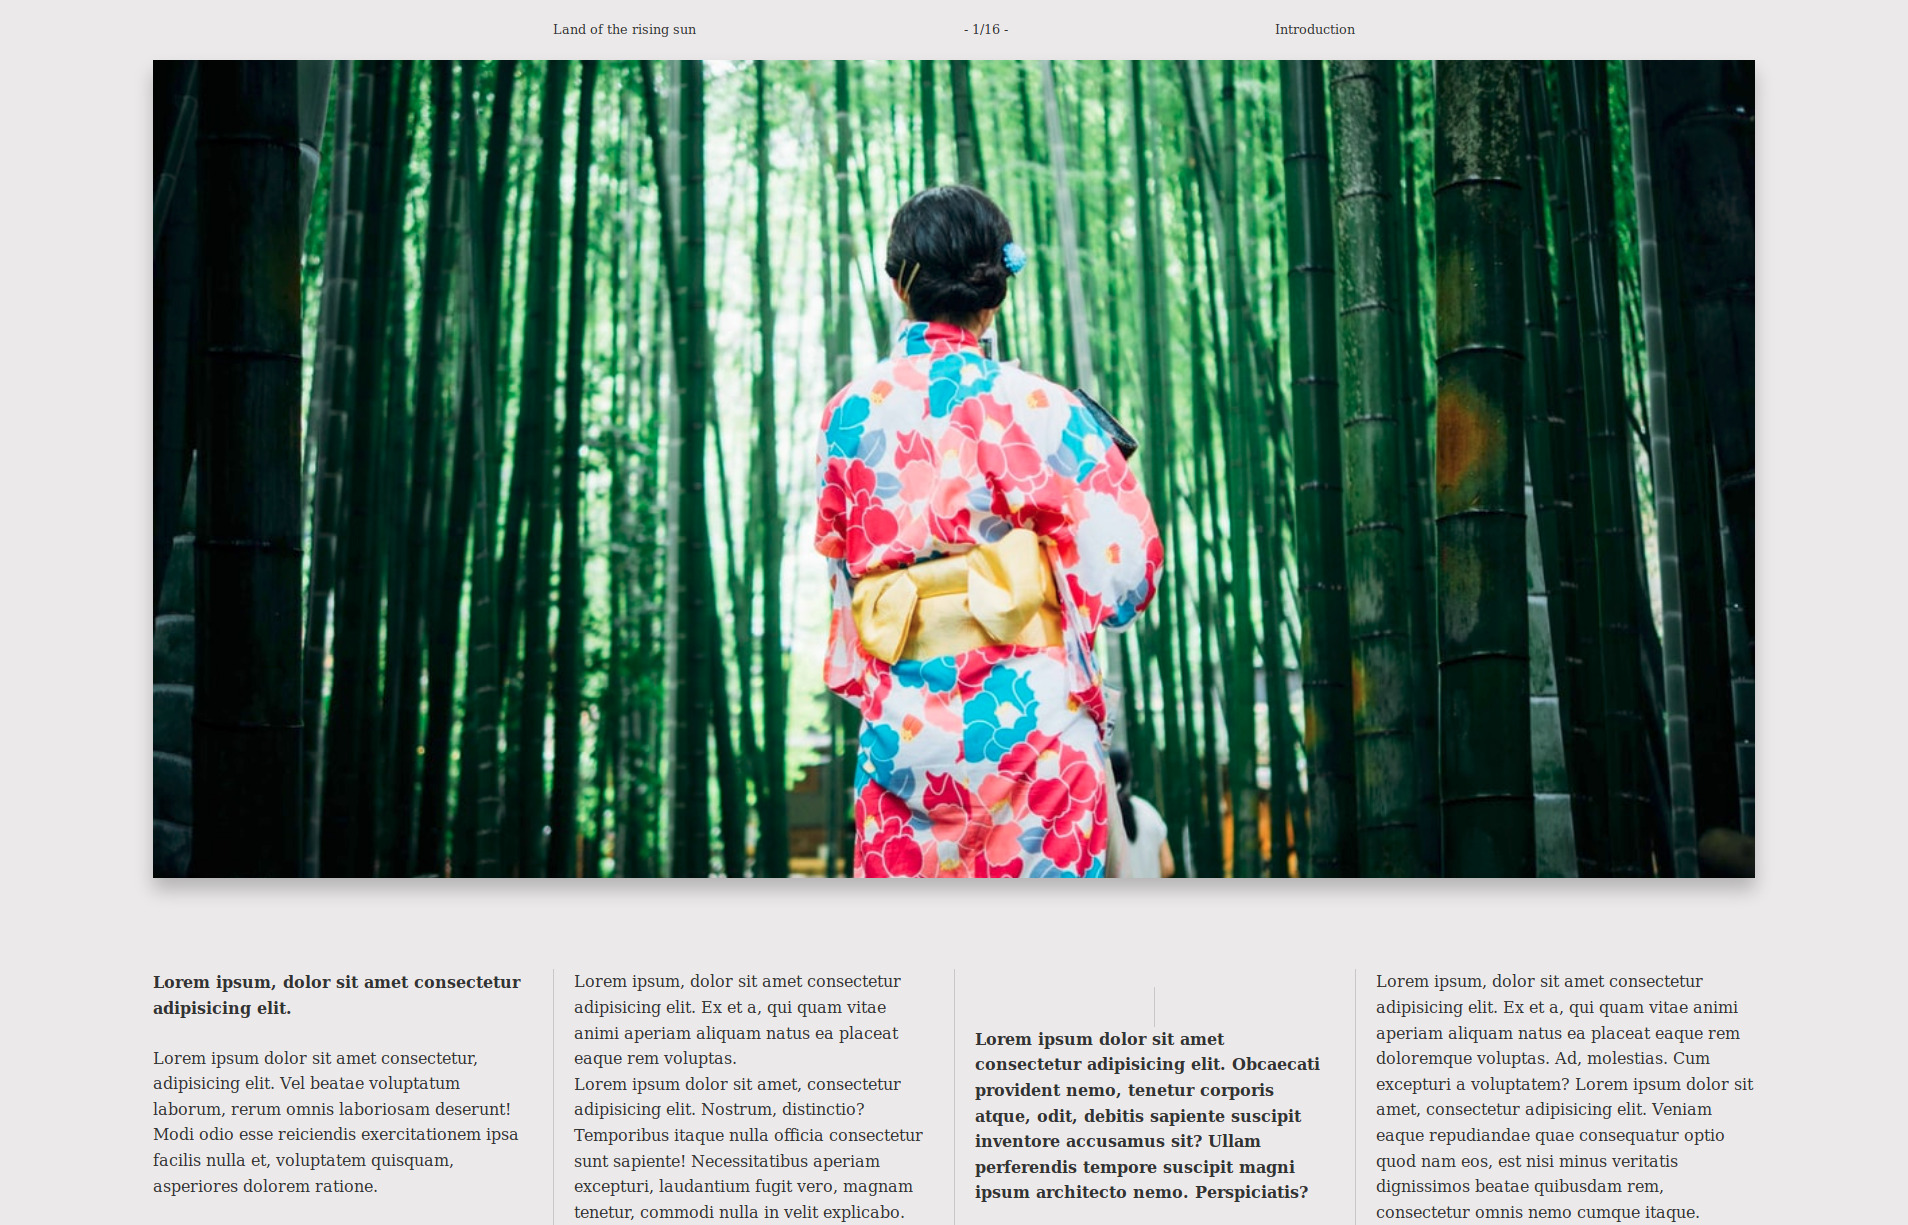 Land of the rising sun
- 1/16 -
Introduction
Lorem ipsum, dolor sit amet consectetur
adipisicing elit.
Lorem ipsum dolor sit amet consectetur,
adipisicing elit. Vel beatae voluptatum
laborum, rerum omnis laboriosam deserunt!
Modi odio esse reiciendis exercitationem ipsa
facilis nulla et, voluptatem quisquam,
asperiores dolorem ratione.
Lorem ipsum, dolor sit amet consectetur
adipisicing elit. Ex et a, qui quam vitae
animi aperiam aliquam natus ea placeat
eaque rem voluptas.
Lorem ipsum dolor sit amet, consectetur
adipisicing elit. Nostrum, distinctio?
Temporibus itaque nulla officia consectetur
sunt sapiente! Necessitatibus aperiam
excepturi, laudantium fugit vero, magnam
tenetur, commodi nulla in velit explicabo.
Lorem ipsum dolor sit amet
consectetur adipisicing elit. Obcaecati
provident nemo, tenetur corporis
atque, odit, debitis sapiente suscipit
inventore accusamus sit? Ullam
perferendis tempore suscipit magni
ipsum architecto nemo. Perspiciatis?
Lorem ipsum, dolor sit amet consectetur
adipisicing elit. Ex et a, qui quam vitae animi
aperiam aliquam natus ea placeat eaque rem
doloremque voluptas. Ad, molestias. Cum
excepturi a voluptatem? Lorem ipsum dolor sit
amet, consectetur adipisicing elit. Veniam
eaque repudiandae quae consequatur optio
quod nam eos, est nisi minus veritatis
dignissimos beatae quibusdam rem,
consectetur omnis nemo cumque itaque.